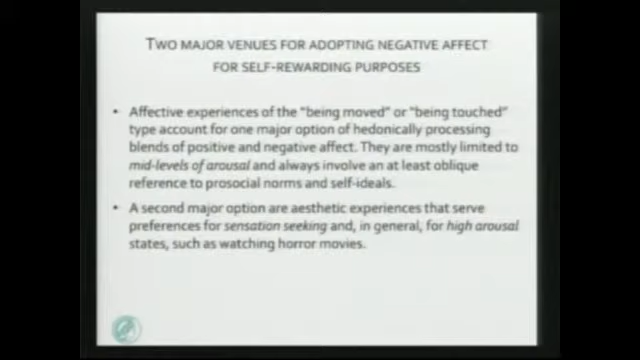 TWO MAJOR VENUES FOR ADOPTING NEGATIVE AFFECT
FOR SELF-REWARDING PURPOSES
• Affective experiences of the "being moved" or "being touched"
type account for one major option of hedonically processing
blends of positive and negative affect. They are mostly limited to
mid-levels of arousal and always involve an at least oblique
reference to prosocial norms and self-ideals.
• A second major option are aesthetic experiences that serve
preferences for sensation seeking and, in general, for high arousal
states, such as watching horror movies.